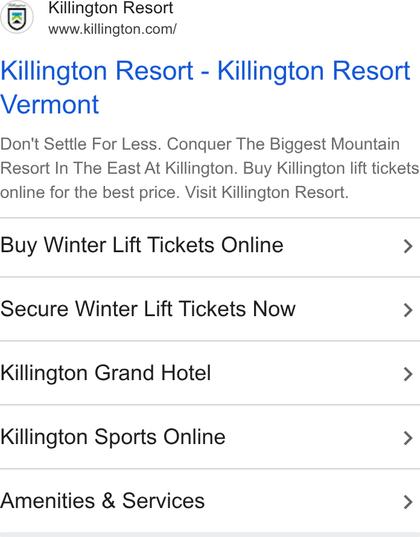 Killington Resort
www.killington.com/
Killington Resort - Killington Resort
Vermont
Don't Settle For Less. Conquer The Biggest Mountain
Resort In The East At Killington. Buy Killington lift tickets
online for the best price. Visit Killington Resort.
Buy Winter Lift Tickets Online
Secure Winter Lift Tickets Now
Killington Grand Hotel
Killington Sports Online
Amenities & Services